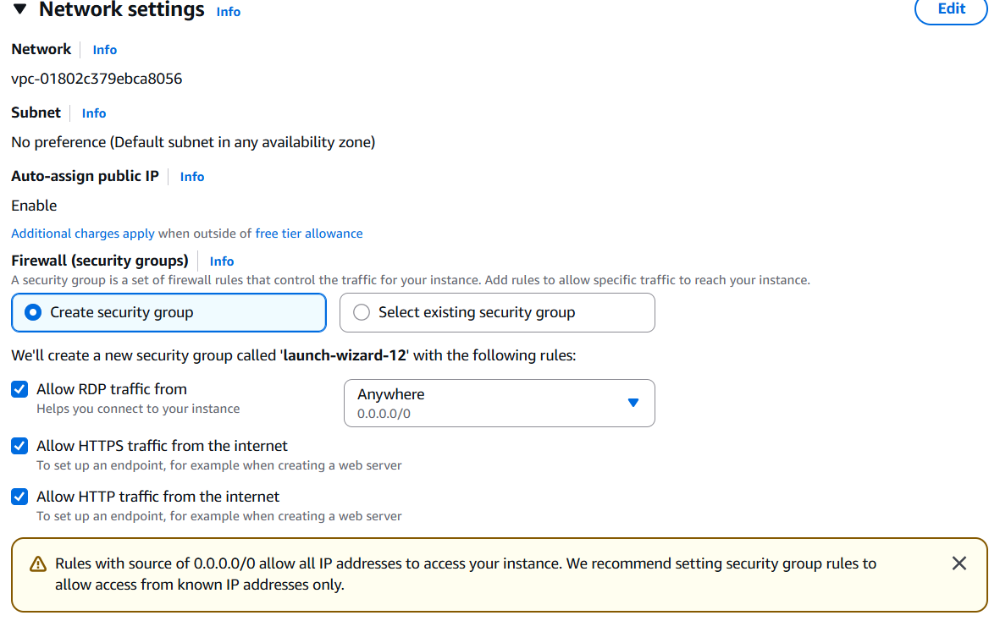 Network settings Info Edit
Network Info
vpc-01802c379ebca8056
Subnet Info
No preference (Default subnet in any availability zone)
Auto-assign public IP Info
Enable
Additional charges apply when outside of free tier allowance
Firewall (security groups) Info
A security group is a set of firewall rules that control the traffic for your instance. Add rules to allow specific traffic to reach your instance.
Create security group Select existing security group
We'll create a new security group called 'launch-wizard-12' with the following rules:
Allow RDP traffic from Anywhere
Helps you connect to your instance 0.0.0.0/0
Allow HTTPS traffic from the internet
To set up an endpoint, for example when creating a web server
Allow HTTP traffic from the internet
To set up an endpoint, for example when creating a web server
Rules with source of 0.0.0.0/0 allow all IP addresses to access your instance. We recommend setting security group rules to
allow access from known IP addresses only.